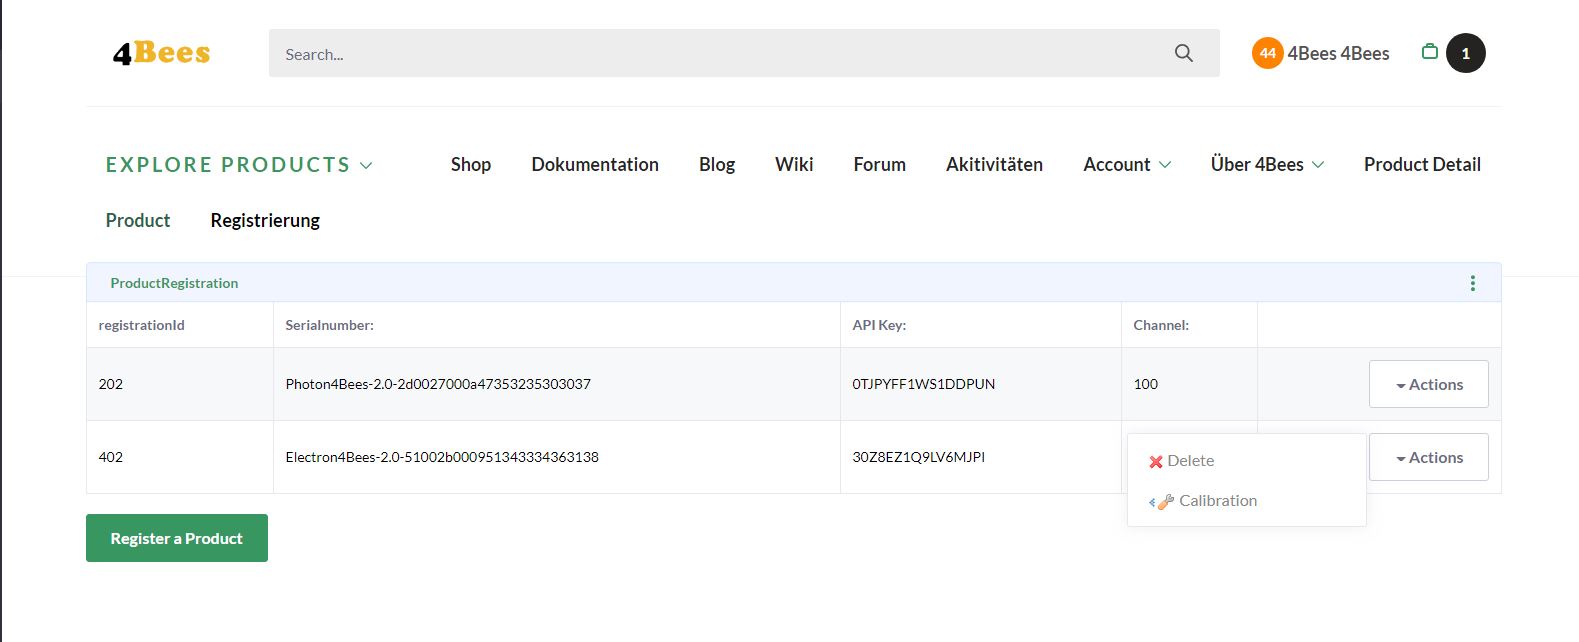 4Bees
Search...
44 4Bees 4Bees
1
EXPLORE PRODUCTS
Shop
Dokumentation
Blog
Wiki
Forum
Akitivitäten
Account
Über 4Bees
Product Detail
Product
Registrierung
ProductRegistration
registrationId
Serialnumber:
API Key:
Channel:
202
Photon4Bees-2.0-2d0027000a47353235303037
0TJPYFF1WS1DDPUN
100
Actions
402
Electron4Bees-2.0-51002b000951343334363138
30Z8EZ1Q9LV6MJPI
Actions
Delete
Calibration
Register a Product